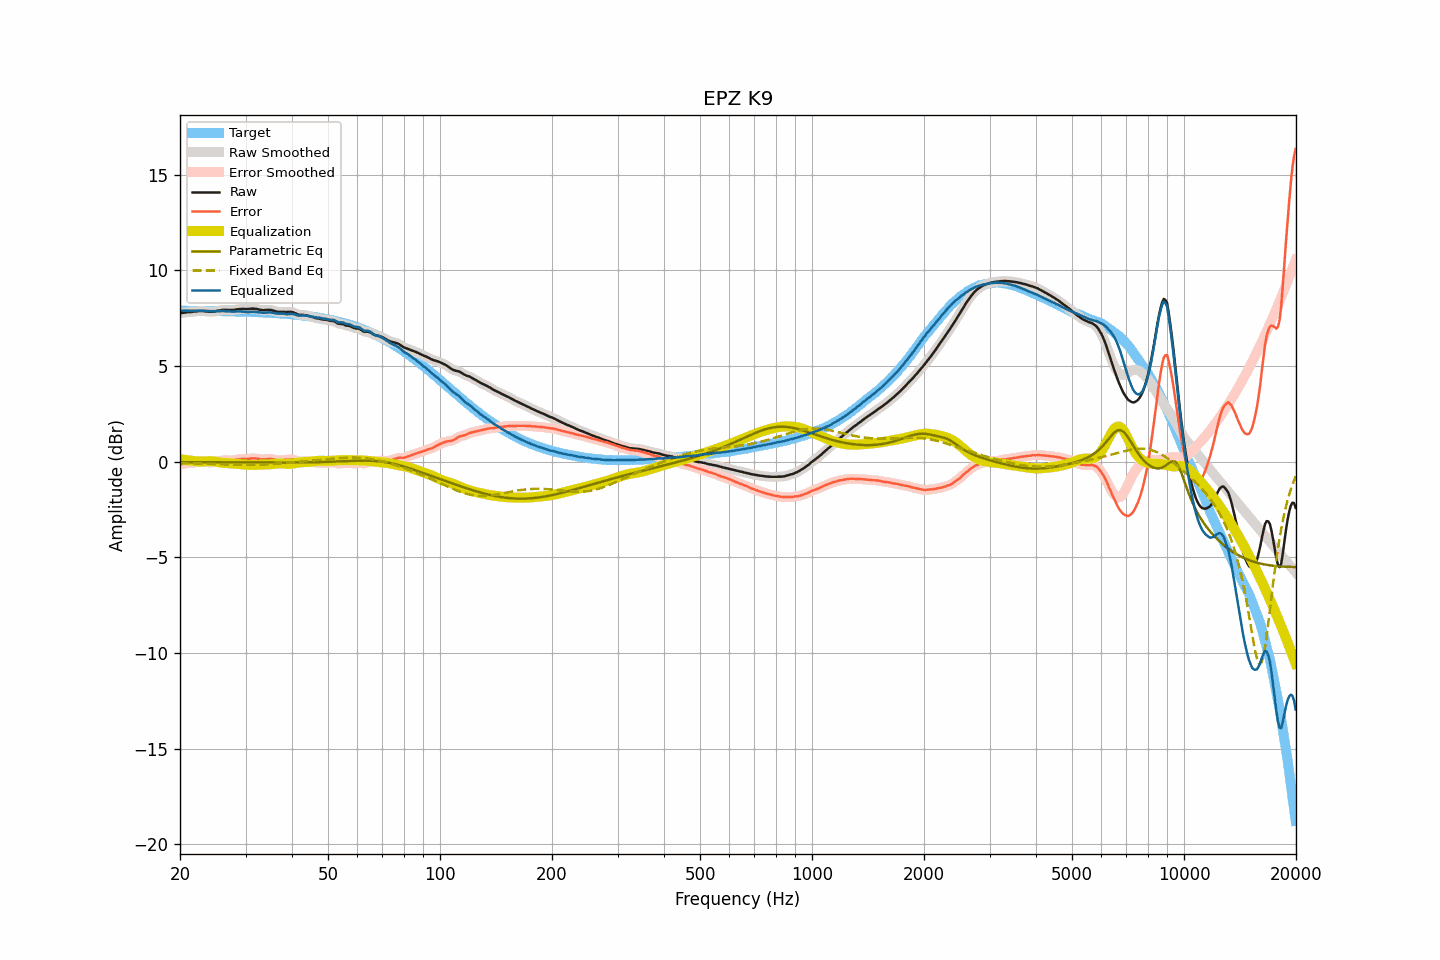 EPZ K9
Target
Raw Smoothed
Error Smoothed
Raw
Error
Equalization
Parametric Eq
Fixed Band Eq
Equalized
15
10
5
0
−5
−10
−15
−20
Amplitude (dBr)
20 50 100 200 500 1000 2000 5000 10000 20000
Frequency (Hz)